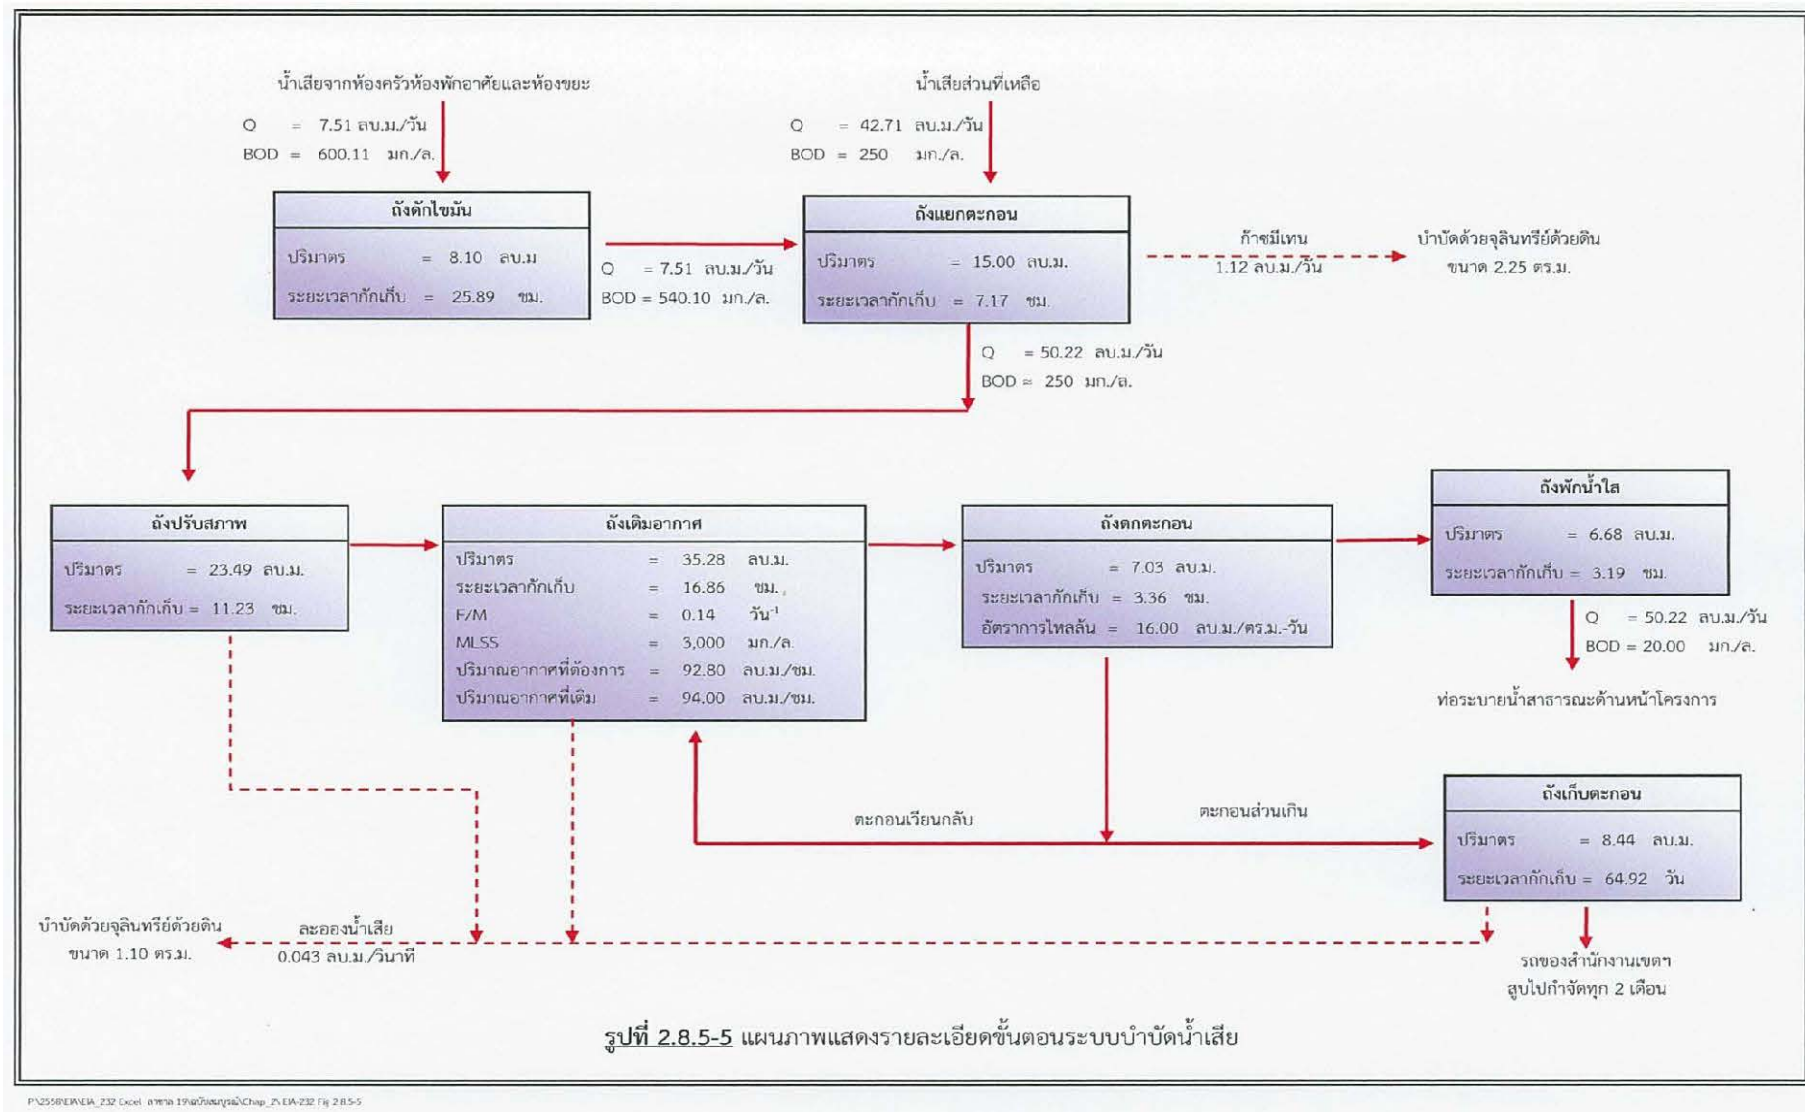 น้ำเสียจากห้องครัวห้องพักอาศัยและห้องขยะ
Q = 7.51 ลบ.ม./วัน
BOD = 600.11 มก./ล.
น้ำเสียส่วนที่เหลือ
Q = 42.71 ลบ.ม./วัน
BOD = 250 มก./ล.
ถังดักไขมัน
ปริมาตร = 8.10 ลบ.ม
ระยะเวลากักเก็บ = 25.89 ชม.
Q = 7.51 ลบ.ม./วัน
BOD = 540.10 มก./ล.
ถังแยกตะกอน
ปริมาตร = 15.00 ลบ.ม.
ระยะเวลากักเก็บ = 7.17 ชม.
ก๊าซมีเทน
1.12 ลบ.ม./วัน
บำบัดด้วยจุลินทรีย์ด้วยดิน
ขนาด 2.25 ตร.ม.
Q = 50.22 ลบ.ม./วัน
BOD ≈ 250 มก./ล.
ถังปรับสภาพ
ปริมาตร = 23.49 ลบ.ม.
ระยะเวลากักเก็บ = 11.23 ชม.
ถังเติมอากาศ
ปริมาตร = 35.28 ลบ.ม.
ระยะเวลากักเก็บ = 16.86 ชม.
F/M = 0.14 วัน⁻¹
MLSS = 3,000 มก./ล.
ปริมาณอากาศที่ต้องการ = 92.80 ลบ.ม./ชม.
ปริมาณอากาศที่เติม = 94.00 ลบ.ม./ชม.
ถังตกตะกอน
ปริมาตร = 7.03 ลบ.ม.
ระยะเวลากักเก็บ = 3.36 ชม.
อัตราการไหลล้น = 16.00 ลบ.ม./ตร.ม.-วัน
ถังพักน้ำใส
ปริมาตร = 6.68 ลบ.ม.
ระยะเวลากักเก็บ = 3.19 ชม.
Q = 50.22 ลบ.ม./วัน
BOD = 20.00 มก./ล.
ท่อระบายน้ำสาธารณะด้านหน้าโครงการ
ตะกอนเวียนกลับ
ตะกอนส่วนเกิน
ถังเก็บตะกอน
ปริมาตร = 8.44 ลบ.ม.
ระยะเวลากักเก็บ = 64.92 วัน
บำบัดด้วยจุลินทรีย์ด้วยดิน
ขนาด 1.10 ตร.ม.
ละอองน้ำเสีย
0.043 ลบ.ม./วินาที
รถของสำนักงานเขตฯ
สูบไปกำจัดทุก 2 เดือน
รูปที่ 2.8.5-5 แผนภาพแสดงรายละเอียดขั้นตอนระบบบำบัดน้ำเสีย
P:\2558\EIA\EIA_232 Excel ลาซาล 19\ฉบับสมบูรณ์\Chap_2\ EIA-232 Fig 2.8.5-5